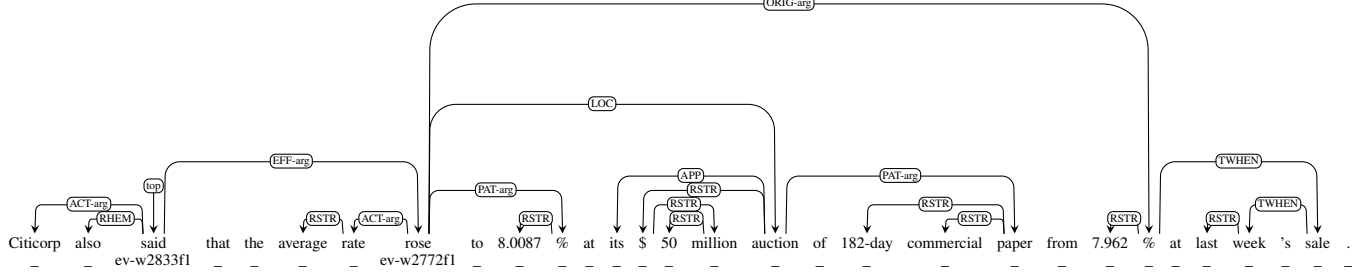 ORIG-arg
LOC
EFF-arg TWHEN
top APP PAT-arg
PAT-arg RSTR
ACT-arg RSTR RSTR TWHEN
RHEM RSTR ACT-arg RSTR RSTR RSTR RSTR RSTR
Citicorp also said that the average rate rose to 8.0087 % at its $ 50 million auction of 182-day commercial paper from 7.962 % at last week 's sale .
ev-w2833f1 ev-w2772f1
_ _ _ _ _ _ _ _ _ _ _ _ _ _ _ _ _ _ _ _ _ _ _ _ _ _ _ _